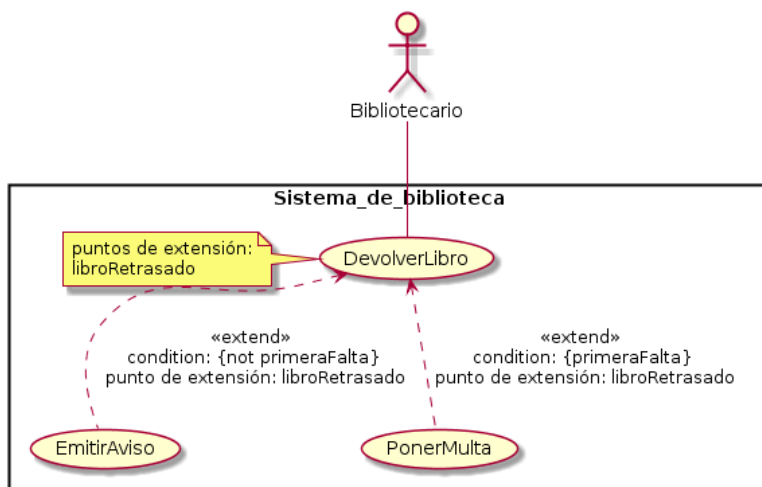 Bibliotecario
Sistema_de_biblioteca
puntos de extensión:
libroRetrasado
DevolverLibro
«extend»
condition: {not primeraFalta}
punto de extensión: libroRetrasado
«extend»
condition: {primeraFalta}
punto de extensión: libroRetrasado
EmitirAviso
PonerMulta